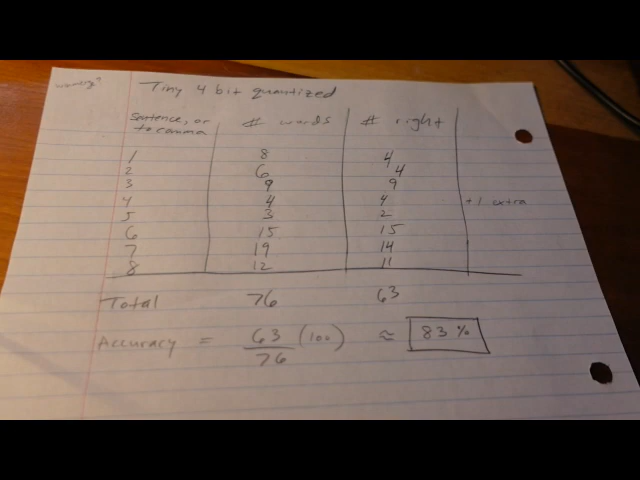 Tiny 4 bit quantized
Sentence, or to comma # words # right
1 8 4
2 6 4
3 9 9
4 4 4 +1 extra
5 3 2
6 15 15
7 19 14
8 12 11
Total 76 63
Accuracy = 63/76 (100) ≈ 83%